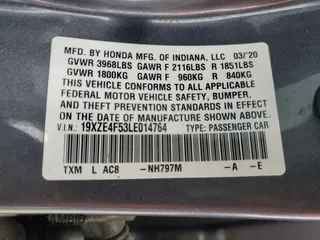 MFD. BY HONDA MFG. OF INDIANA, LLC 03/'20
GVWR 3968LBS GAWR F 2116LBS R 1851LBS
GVWR 1800KG GAWR F 960KG R 840KG
THIS VEHICLE CONFORMS TO ALL APPLICABLE
FEDERAL MOTOR VEHICLE SAFETY, BUMPER,
AND THEFT PREVENTION STANDARDS IN EFFECT
ON THE DATE OF MANUFACTURE SHOWN ABOVE.
V.I.N.: 19XZE4F53LE014764 TYPE: PASSENGER CAR
TXM L AC8 -NH797M -A -E